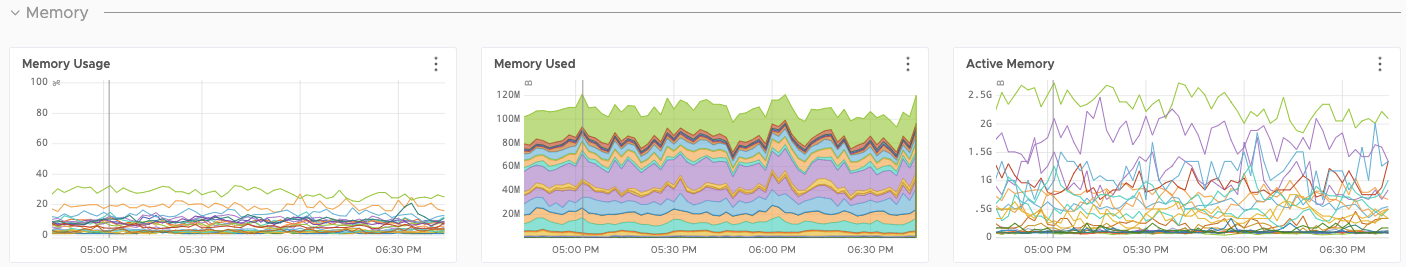 Memory
Memory Usage
100 %
80
60
40
20
0
05:00 PM 05:30 PM 06:00 PM 06:30 PM
Memory Used
B
120M
100M
80M
60M
40M
20M
05:00 PM 05:30 PM 06:00 PM 06:30 PM
Active Memory
B
2.5G
2G
1.5G
1G
.5G
0
05:00 PM 05:30 PM 06:00 PM 06:30 PM